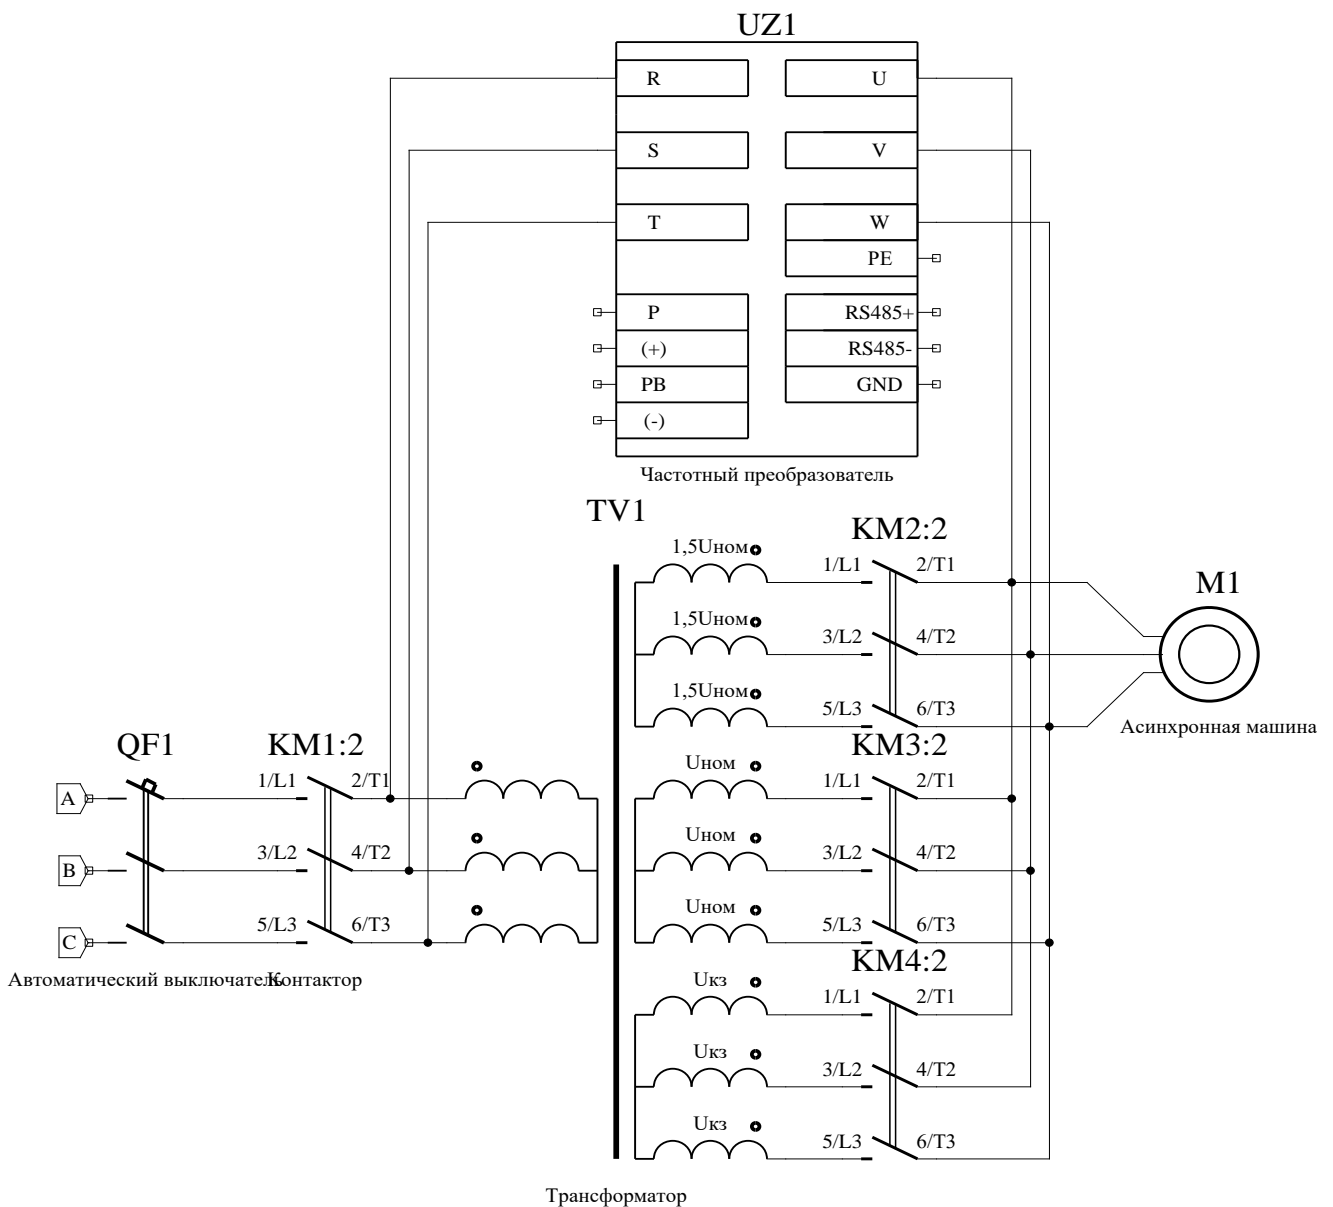 UZ1
R U
S V
T W
PE
P RS485+
(+) RS485-
PB GND
(-)
Частотный преобразователь
TV1
KM2:2
1,5Uном
1/L1 2/T1
M1
1,5Uном
3/L2 4/T2
1,5Uном
5/L3 6/T3
Асинхронная машина
QF1 KM1:2 KM3:2
Uном
A 1/L1 2/T1 1/L1 2/T1
Uном
B 3/L2 4/T2 3/L2 4/T2
Uном
C 5/L3 6/T3 5/L3 6/T3
KM4:2
Автоматический выключатель Контактор
Uкз
1/L1 2/T1
Uкз
3/L2 4/T2
Uкз
5/L3 6/T3
Трансформатор